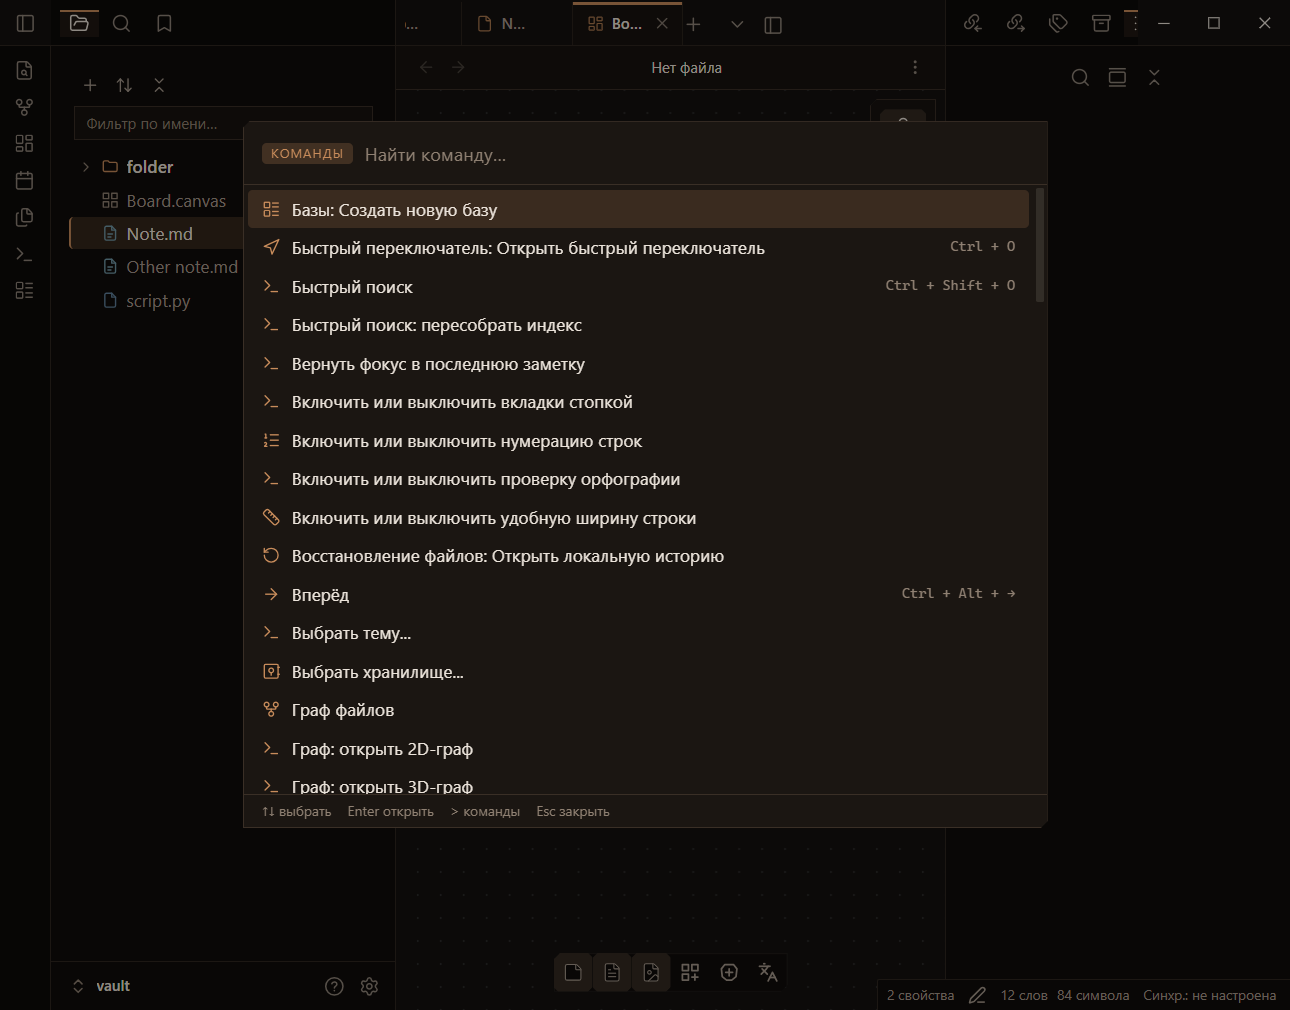 ...
N...
Bo...
Нет файла
Фильтр по имени...
folder
Board.canvas
Note.md
Other note.md
script.py
КОМАНДЫ
Найти команду...
Базы: Создать новую базу
Быстрый переключатель: Открыть быстрый переключатель Ctrl + O
Быстрый поиск Ctrl + Shift + O
Быстрый поиск: пересобрать индекс
Вернуть фокус в последнюю заметку
Включить или выключить вкладки стопкой
Включить или выключить нумерацию строк
Включить или выключить проверку орфографии
Включить или выключить удобную ширину строки
Восстановление файлов: Открыть локальную историю
Вперёд Ctrl + Alt + →
Выбрать тему...
Выбрать хранилище...
Граф файлов
Граф: открыть 2D-граф
Граф: открыть 3D-граф
↑↓ выбрать Enter открыть > команды Esc закрыть
vault
2 свойства 12 слов 84 символа Синхр.: не настроена